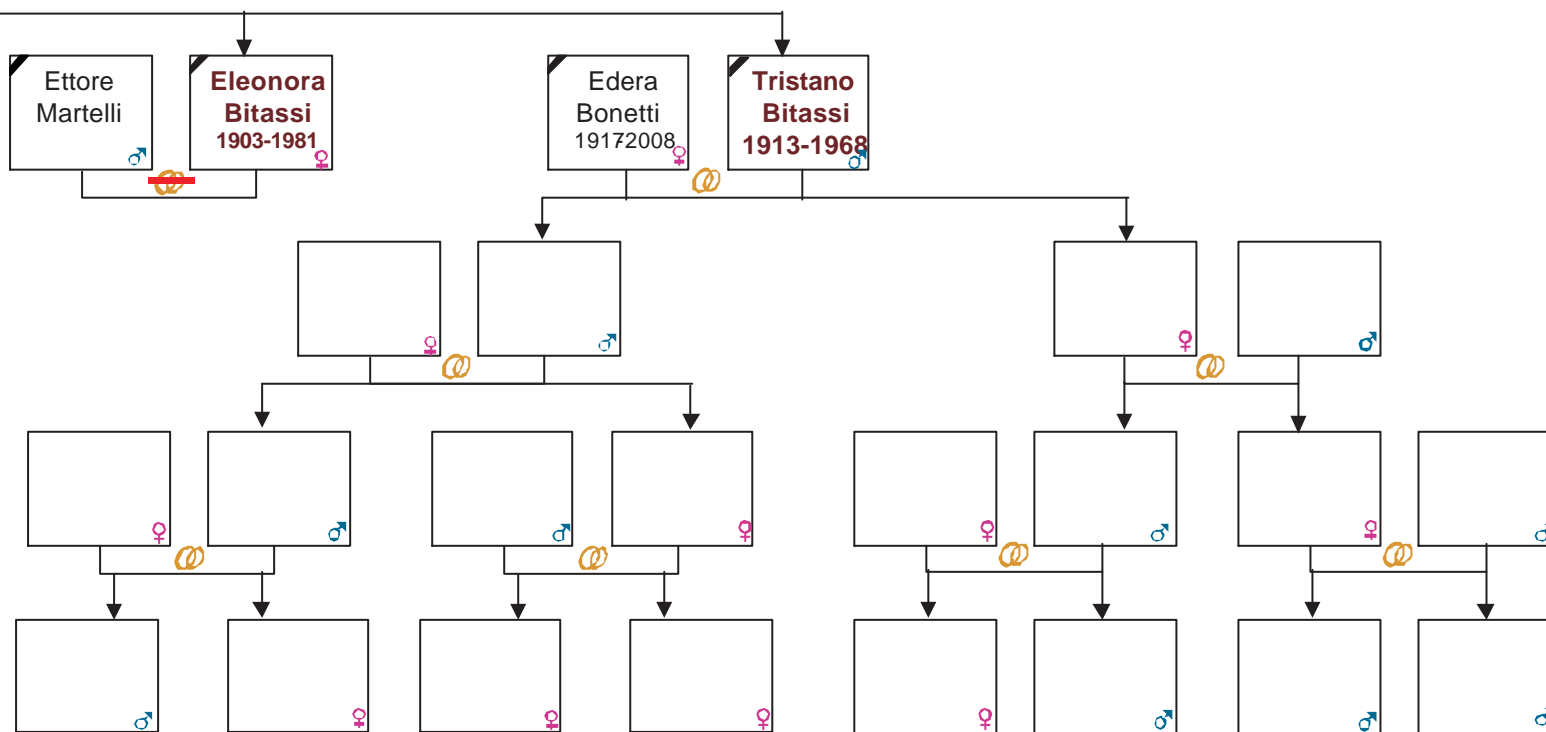 Ettore
Martelli
Eleonora
Bitassi
1903-1981
Edera
Bonetti
1917-2008
Tristano
Bitassi
1913-1968